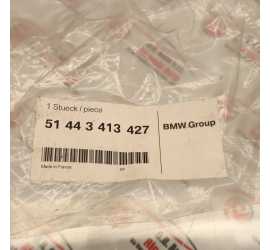 1 Stueck / piece
51 44 3 413 427
BMW Group
Made in France